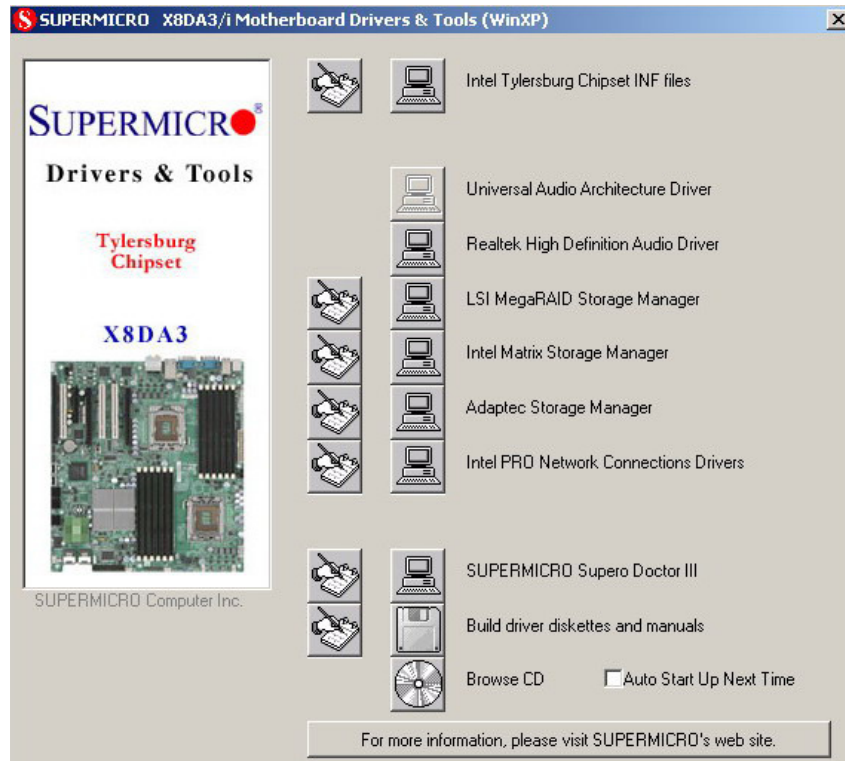 SUPERMICRO X8DA3/i Motherboard Drivers & Tools (WinXP)
SUPERMICRO®
Drivers & Tools
Tylersburg
Chipset
X8DA3
SUPERMICRO Computer Inc.
Intel Tylersburg Chipset INF files
Universal Audio Architecture Driver
Realtek High Definition Audio Driver
LSI MegaRAID Storage Manager
Intel Matrix Storage Manager
Adaptec Storage Manager
Intel PRO Network Connections Drivers
SUPERMICRO Supero Doctor III
Build driver diskettes and manuals
Browse CD
Auto Start Up Next Time
For more information, please visit SUPERMICRO's web site.